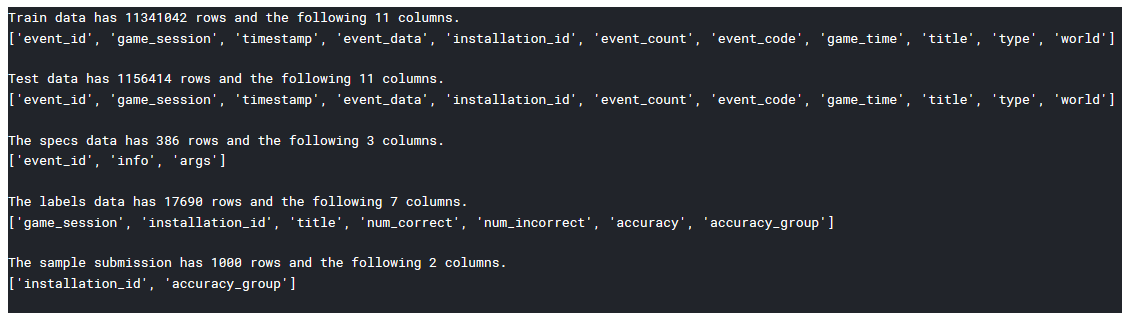 Train data has 11341042 rows and the following 11 columns.
['event_id', 'game_session', 'timestamp', 'event_data', 'installation_id', 'event_count', 'event_code', 'game_time', 'title', 'type', 'world']
Test data has 1156414 rows and the following 11 columns.
['event_id', 'game_session', 'timestamp', 'event_data', 'installation_id', 'event_count', 'event_code', 'game_time', 'title', 'type', 'world']
The specs data has 386 rows and the following 3 columns.
['event_id', 'info', 'args']
The labels data has 17690 rows and the following 7 columns.
['game_session', 'installation_id', 'title', 'num_correct', 'num_incorrect', 'accuracy', 'accuracy_group']
The sample submission has 1000 rows and the following 2 columns.
['installation_id', 'accuracy_group']